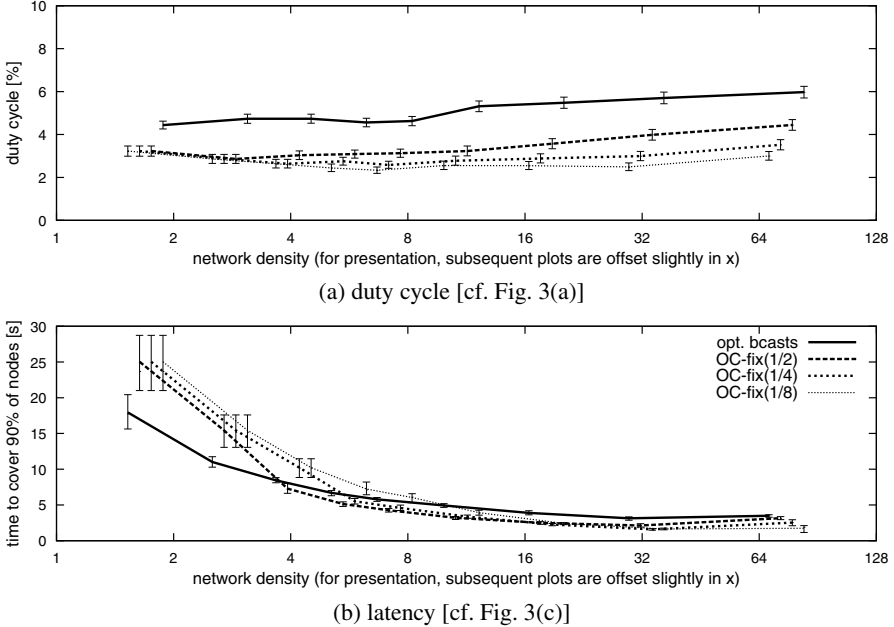 10
8
6
4
2
0
duty cycle [%]
1 2 4 8 16 32 64 128
network density (for presentation, subsequent plots are offset slightly in x)
(a) duty cycle [cf. Fig. 3(a)]
30
25
20
15
10
5
0
time to cover 90% of nodes [s]
opt. bcasts
OC-fix(1/2)
OC-fix(1/4)
OC-fix(1/8)
1 2 4 8 16 32 64 128
network density (for presentation, subsequent plots are offset slightly in x)
(b) latency [cf. Fig. 3(c)]